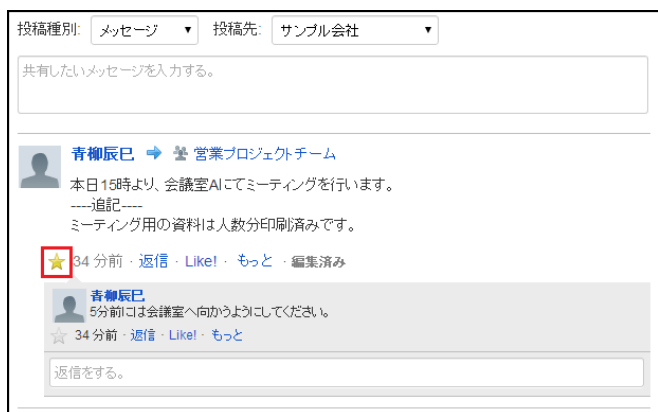 投稿種別: メッセージ 投稿先: サンプル会社
共有したいメッセージを入力する。
青柳辰巳 営業プロジェクトチーム
本日15時より、会議室AIにてミーティングを行います。
----追記----
ミーティング用の資料は人数分印刷済みです。
34 分前 · 返信 · Like! · もっと · 編集済み
青柳辰巳
5分前には会議室へ向かうようにしてください。
34 分前 · 返信 · Like! · もっと
返信をする。